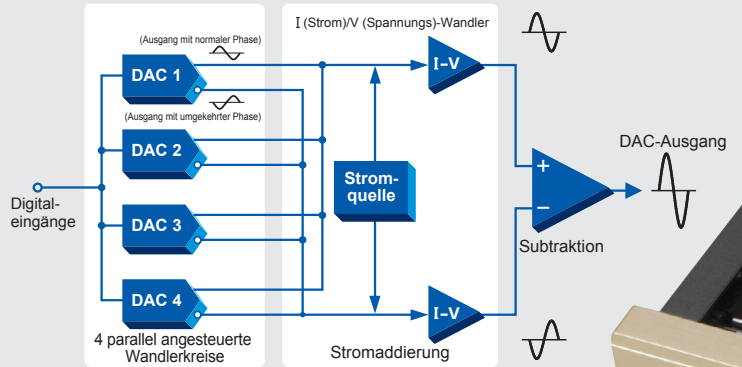 I (Strom)/V (Spannungs)-Wandler
(Ausgang mit normaler Phase)
DAC 1
I-V
(Ausgang mit umgekehrter Phase)
DAC 2
DAC-Ausgang
+
Strom-
quelle
Digital-
eingänge
–
DAC 3
Subtraktion
DAC 4
I-V
4 parallel angesteuerte
Wandlerkreise
Stromaddierung